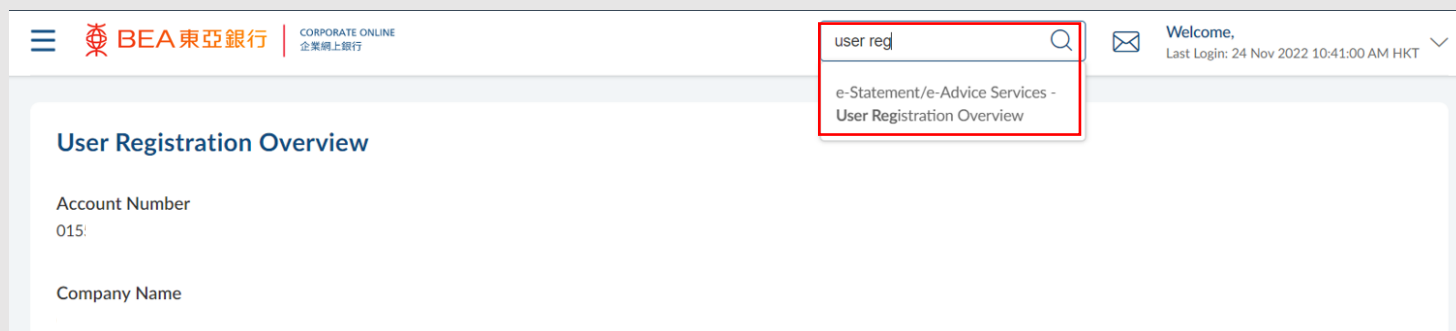 BEA東亞銀行
CORPORATE ONLINE
企業網上銀行
user reg
Welcome,
Last Login: 24 Nov 2022 10:41:00 AM HKT
e-Statement/e-Advice Services -
User Registration Overview
User Registration Overview
Account Number
015
Company Name